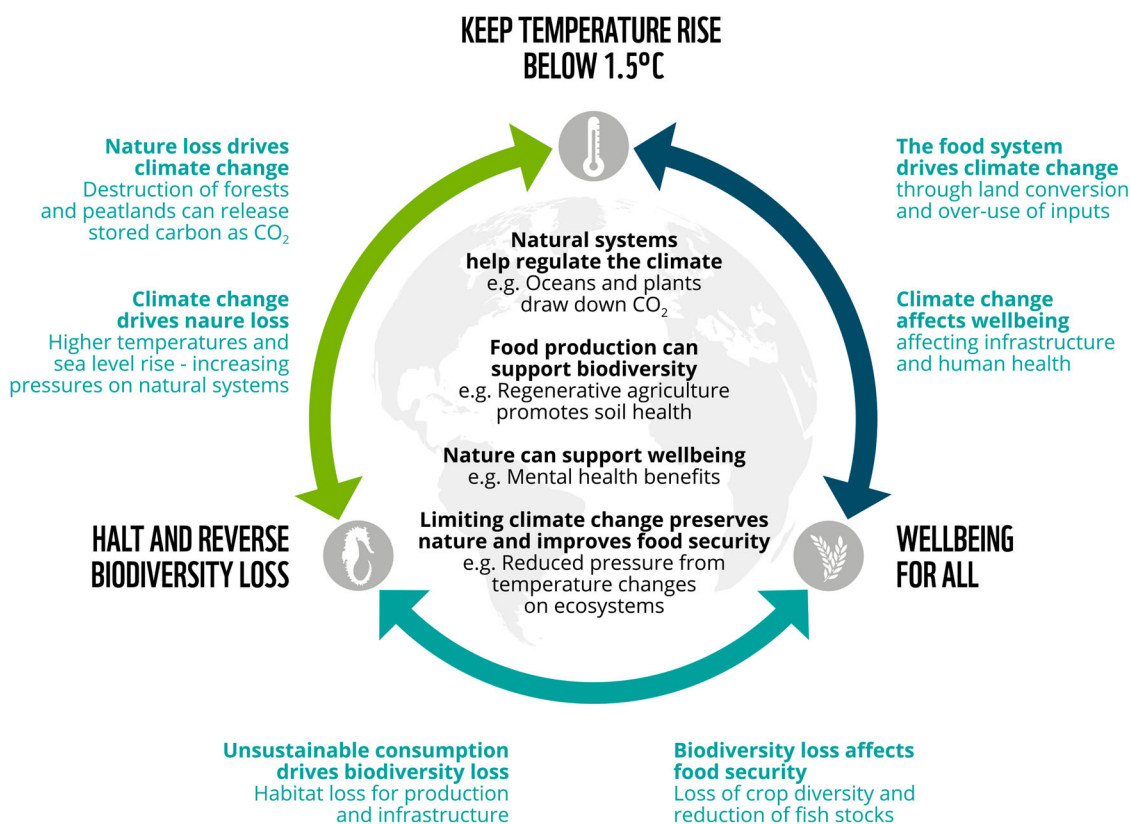 KEEP TEMPERATURE RISE
BELOW 1.5ºC
Nature loss drives
climate change
Destruction of forests
and peatlands can release
stored carbon as CO₂
Climate change
drives naure loss
Higher temperatures and
sea level rise - increasing
pressures on natural systems
The food system
drives climate change
through land conversion
and over-use of inputs
Climate change
affects wellbeing
affecting infrastructure
and human health
Natural systems
help regulate the climate
e.g. Oceans and plants
draw down CO₂
Food production can
support biodiversity
e.g. Regenerative agriculture
promotes soil health
Nature can support wellbeing
e.g. Mental health benefits
Limiting climate change preserves
nature and improves food security
e.g. Reduced pressure from
temperature changes
on ecosystems
HALT AND REVERSE
BIODIVERSITY LOSS
WELLBEING
FOR ALL
Unsustainable consumption
drives biodiversity loss
Habitat loss for production
and infrastructure
Biodiversity loss affects
food security
Loss of crop diversity and
reduction of fish stocks